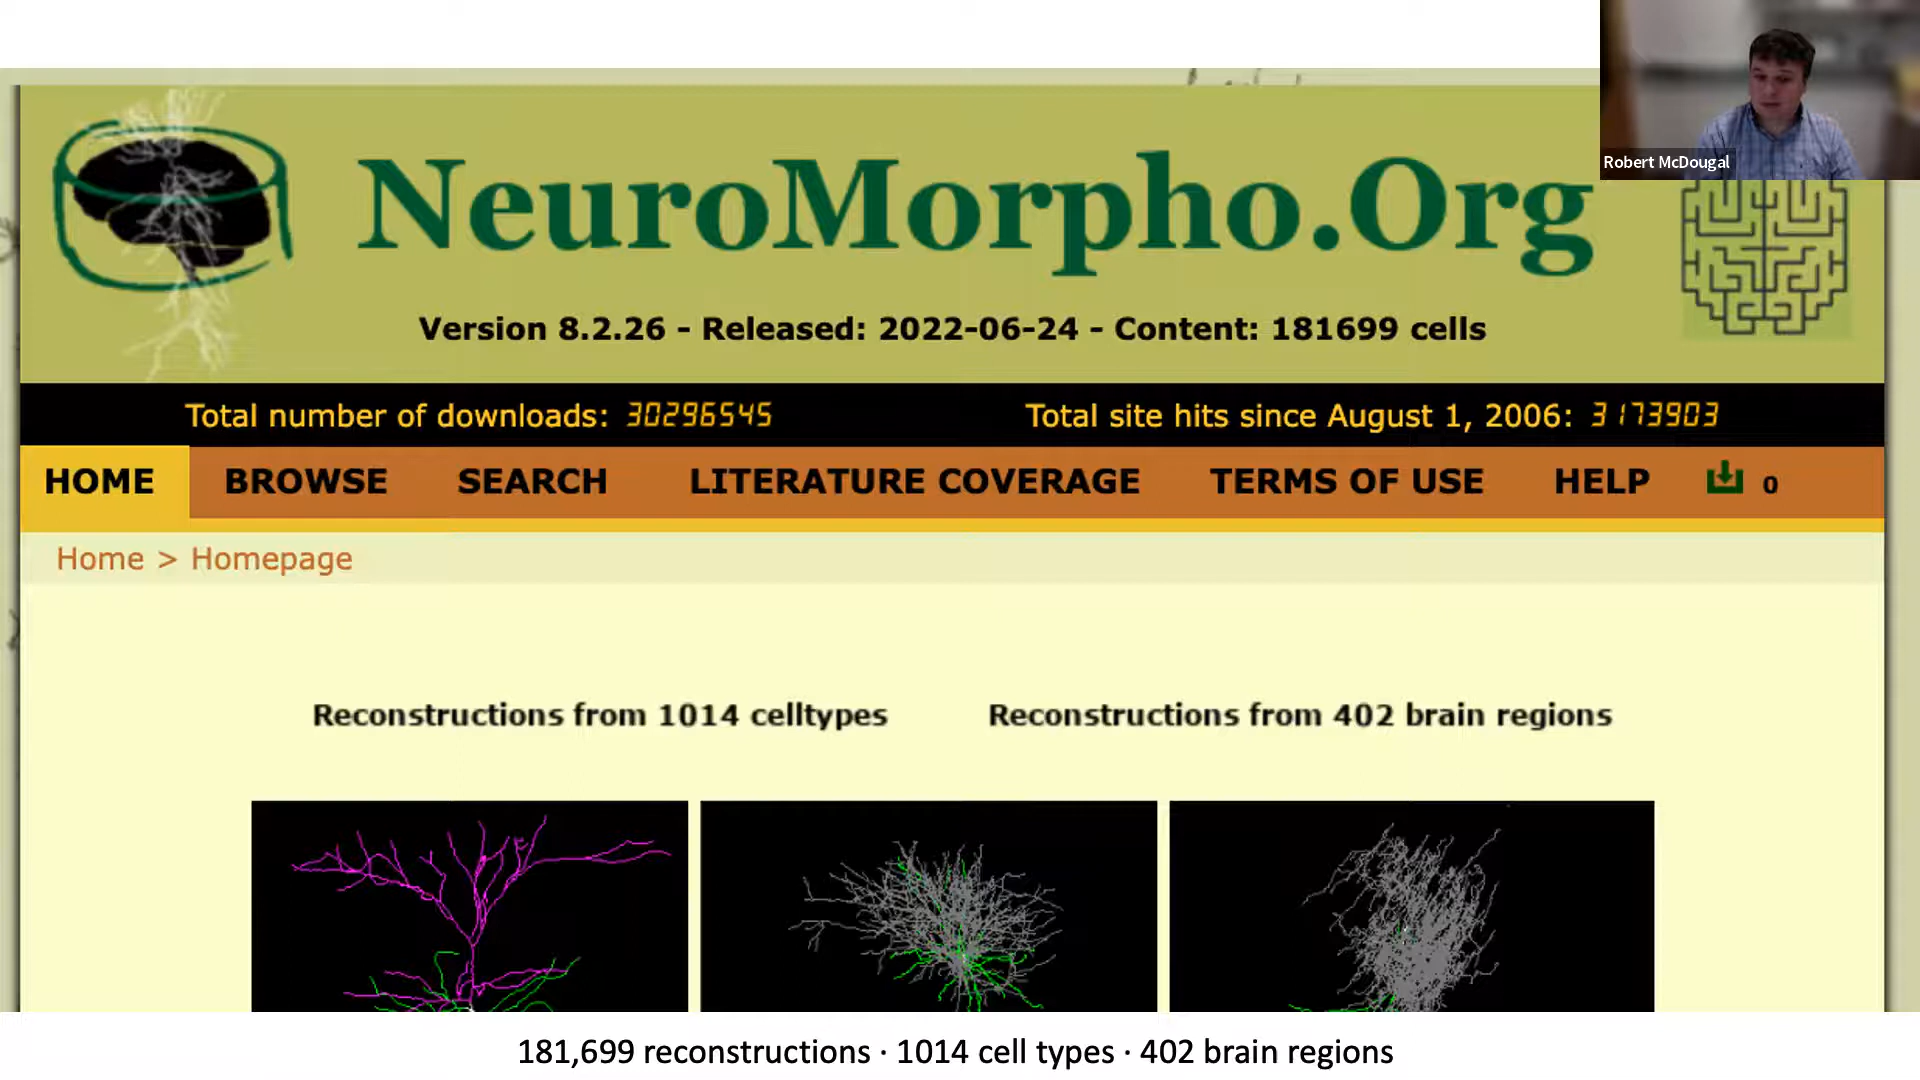 Robert McDougal
NeuroMorpho.Org
Version 8.2.26 - Released: 2022-06-24 - Content: 181699 cells
Total number of downloads: 30296545 Total site hits since August 1, 2006: 3173903
HOME BROWSE SEARCH LITERATURE COVERAGE TERMS OF USE HELP 0
Home > Homepage
Reconstructions from 1014 celltypes Reconstructions from 402 brain regions
181,699 reconstructions · 1014 cell types · 402 brain regions